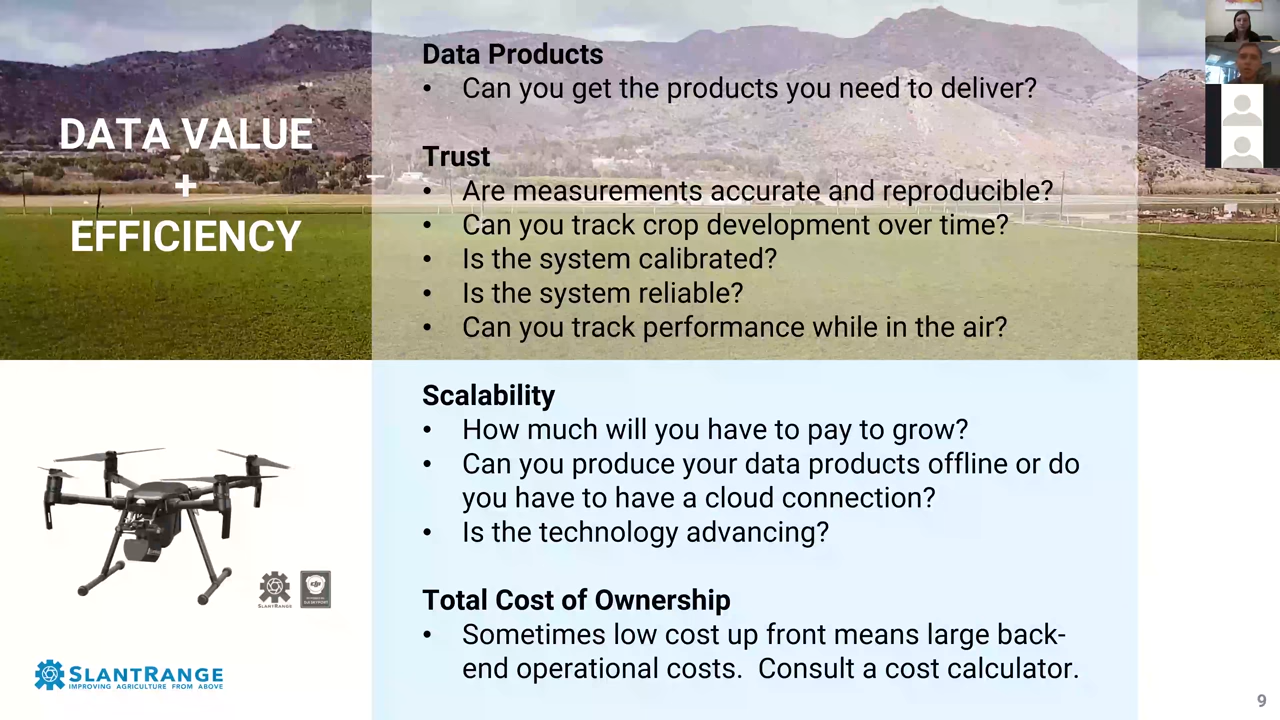 DATA VALUE
+
EFFICIENCY
Data Products
• Can you get the products you need to deliver?
Trust
• Are measurements accurate and reproducible?
• Can you track crop development over time?
• Is the system calibrated?
• Is the system reliable?
• Can you track performance while in the air?
Scalability
• How much will you have to pay to grow?
• Can you produce your data products offline or do
you have to have a cloud connection?
• Is the technology advancing?
Total Cost of Ownership
• Sometimes low cost up front means large back-
end operational costs. Consult a cost calculator.
SLANTRANGE
dji
SLANTRANGE
IMPROVING AGRICULTURE FROM ABOVE
9